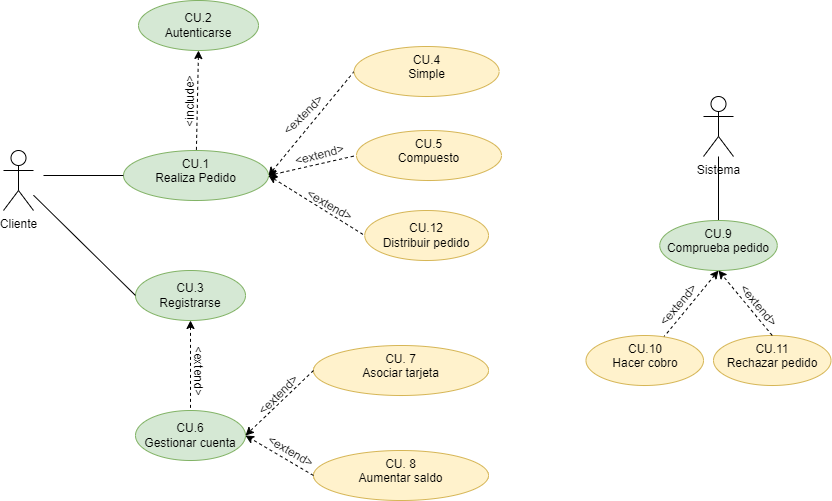 CU.2
Autenticarse
<include>
CU.4
Simple
<extend>
CU.5
Compuesto
<extend>
CU.1
Realiza Pedido
Cliente
<extend>
CU.12
Distribuir pedido
Sistema
CU.9
Comprueba pedido
CU.3
Registrarse
<extend>
<extend>
<extend>
CU.10
Hacer cobro
CU.11
Rechazar pedido
CU. 7
Asociar tarjeta
<extend>
CU.6
Gestionar cuenta
<extend>
CU. 8
Aumentar saldo